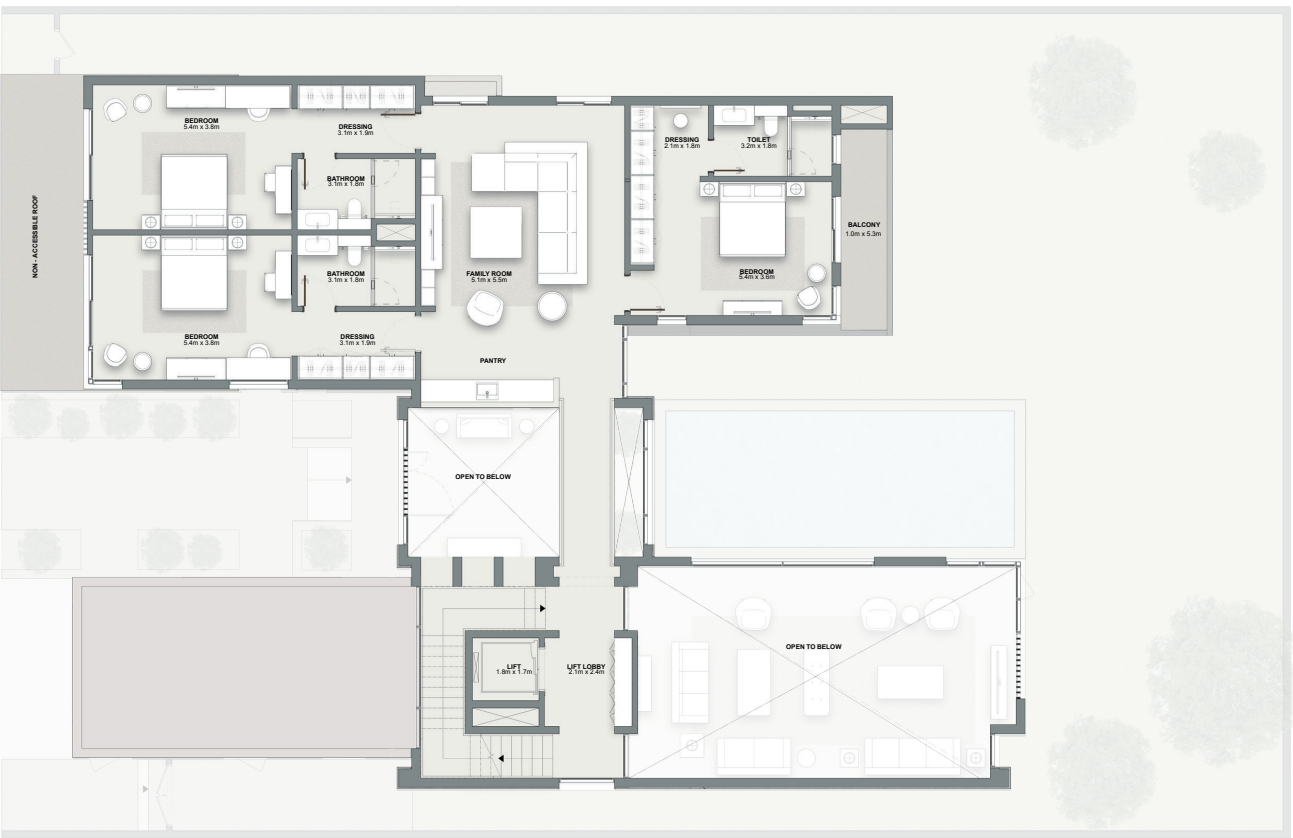 BEDROOM
5.4m x 3.8m
DRESSING
3.1m x 1.9m
DRESSING
2.1m x 1.8m
TOILET
3.2m x 1.8m
BATHROOM
3.1m x 1.8m
NON - ACCESSIBLE ROOF
BALCONY
1.0m x 5.3m
BATHROOM
3.1m x 1.8m
FAMILY ROOM
5.1m x 5.5m
BEDROOM
5.4m x 3.6m
BEDROOM
5.4m x 3.8m
DRESSING
3.1m x 1.9m
PANTRY
OPEN TO BELOW
OPEN TO BELOW
LIFT
1.8m x 1.7m
LIFT LOBBY
2.1m x 2.4m